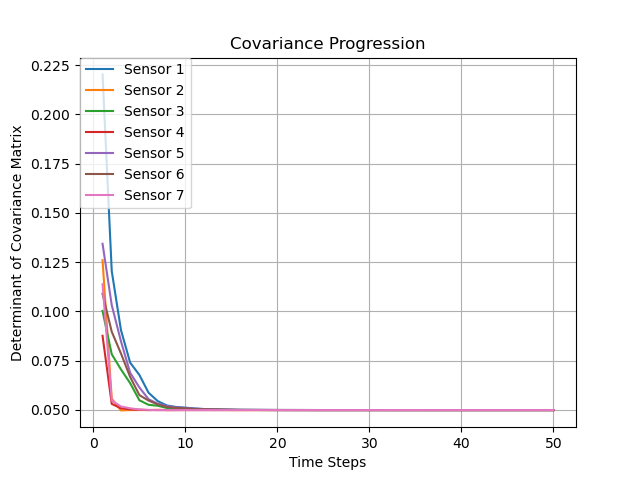 Covariance Progression
Determinant of Covariance Matrix
0.225
0.200
0.175
0.150
0.125
0.100
0.075
0.050
Sensor 1
Sensor 2
Sensor 3
Sensor 4
Sensor 5
Sensor 6
Sensor 7
0 10 20 30 40 50
Time Steps